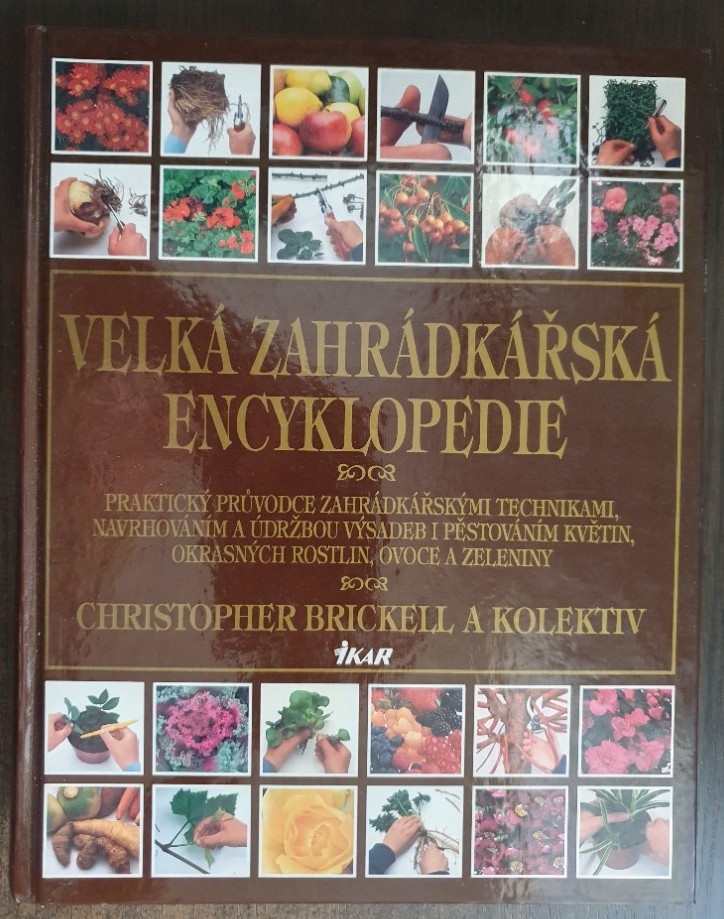 VELKÁ ZAHRÁDKÁŘSKÁ
ENCYKLOPEDIE
PRAKTICKÝ PRŮVODCE ZAHRÁDKÁŘSKÝMI TECHNIKAMI,
NAVRHOVÁNÍM A ÚDRŽBOU VÝSADEB I PĚSTOVÁNÍM KVĚTIN,
OKRASNÝCH ROSTLIN, OVOCE A ZELENINY
CHRISTOPHER BRICKELL A KOLEKTIV
IKAR